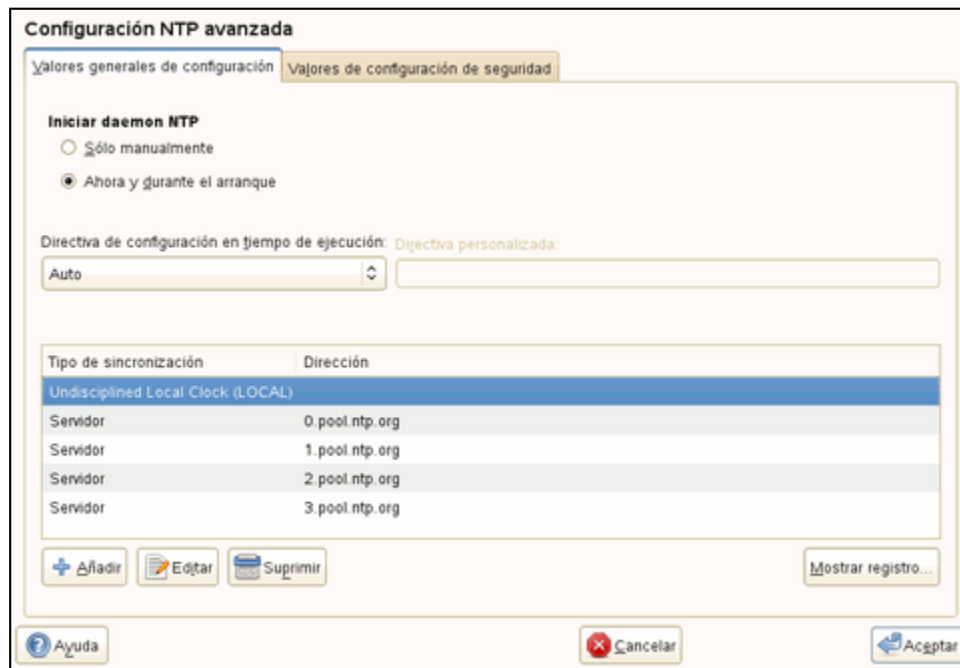 Configuración NTP avanzada
Valores generales de configuración
Valores de configuración de seguridad
Iniciar daemon NTP
Sólo manualmente
Ahora y durante el arranque
Directiva de configuración en tiempo de ejecución: Directiva personalizada:
Auto
Tipo de sincronización Dirección
Undisciplined Local Clock (LOCAL)
Servidor 0.pool.ntp.org
Servidor 1.pool.ntp.org
Servidor 2.pool.ntp.org
Servidor 3.pool.ntp.org
Añadir Editar Suprimir Mostrar registro...
Ayuda Cancelar Aceptar